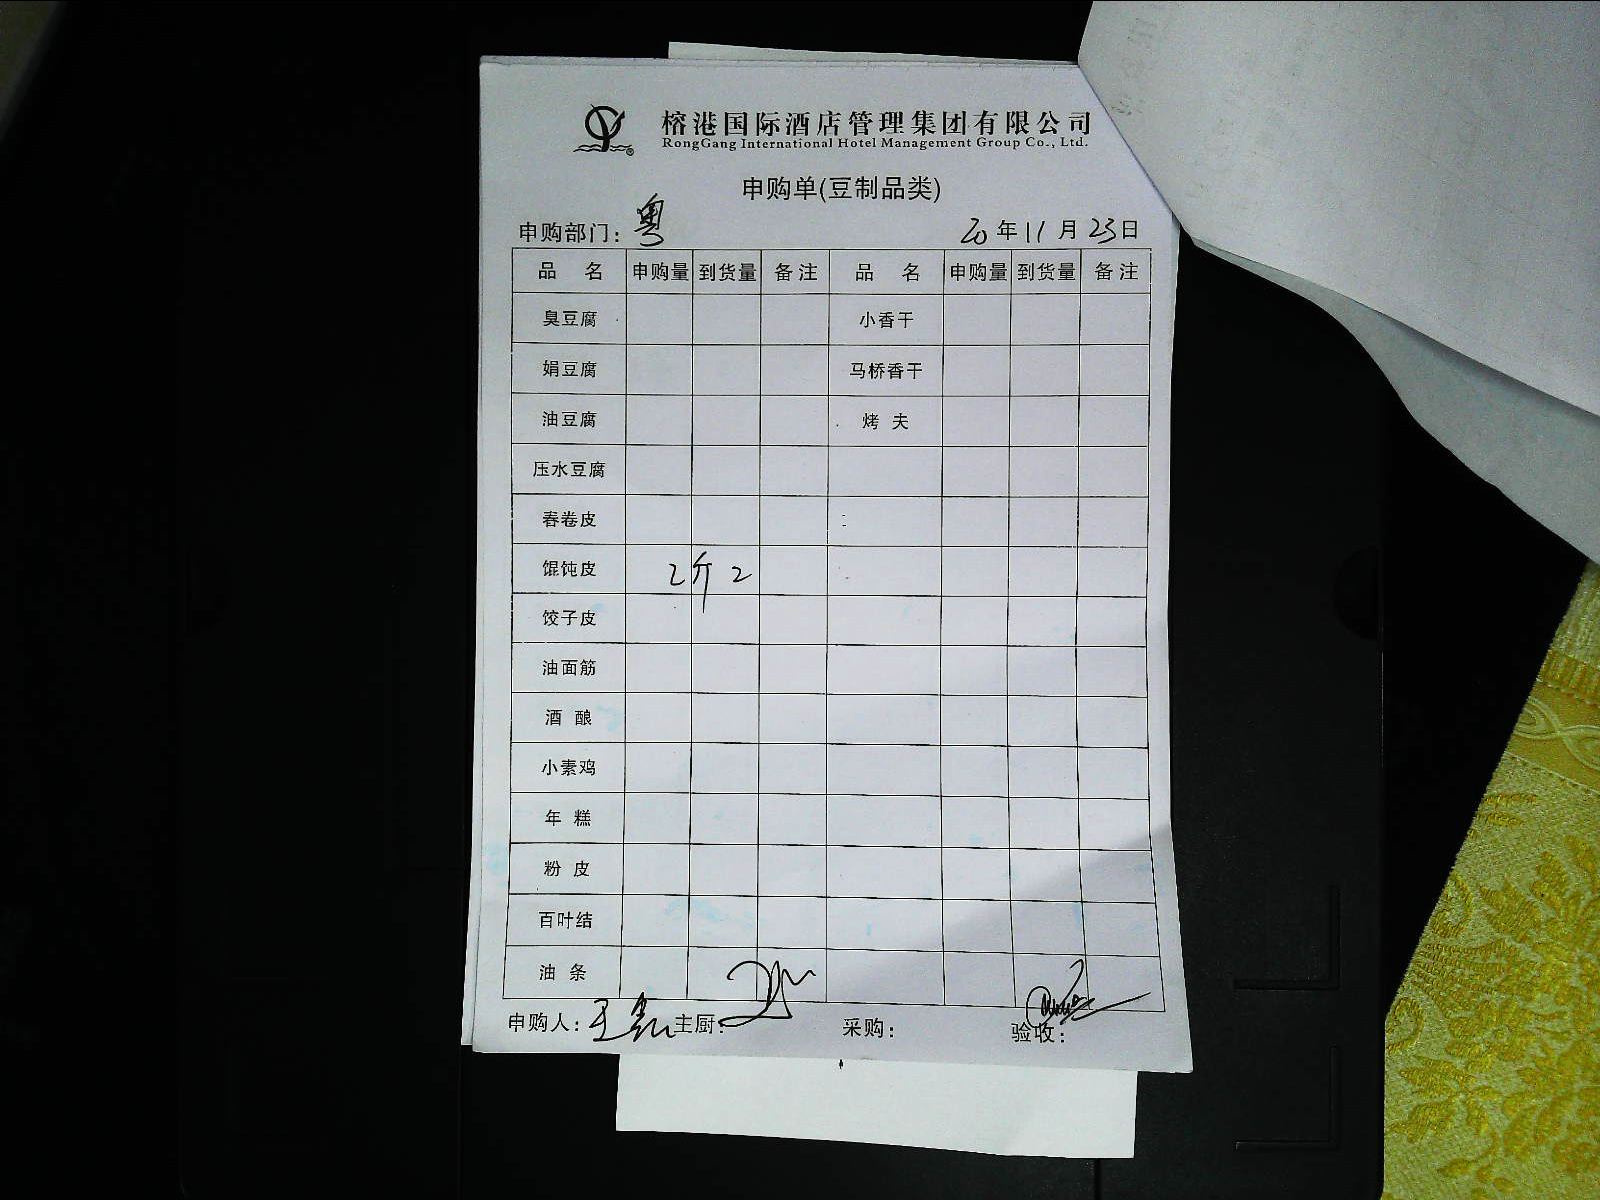 榕港国际酒店管理集团有限公司
RongGang International Hotel Management Group Co., Ltd.
申购单(豆制品类)
申购部门: 粤 20年11月23日
品 名 申购量 到货量 备注 品 名 申购量 到货量 备注
臭豆腐 小香干
娟豆腐 马桥香干
油豆腐 烤 夫
压水豆腐
春卷皮
馄饨皮 2斤 2
饺子皮
油面筋
酒 酿
小素鸡
年 糕
粉 皮
百叶结
油 条
申购人: 主厨: 采购: 验收: